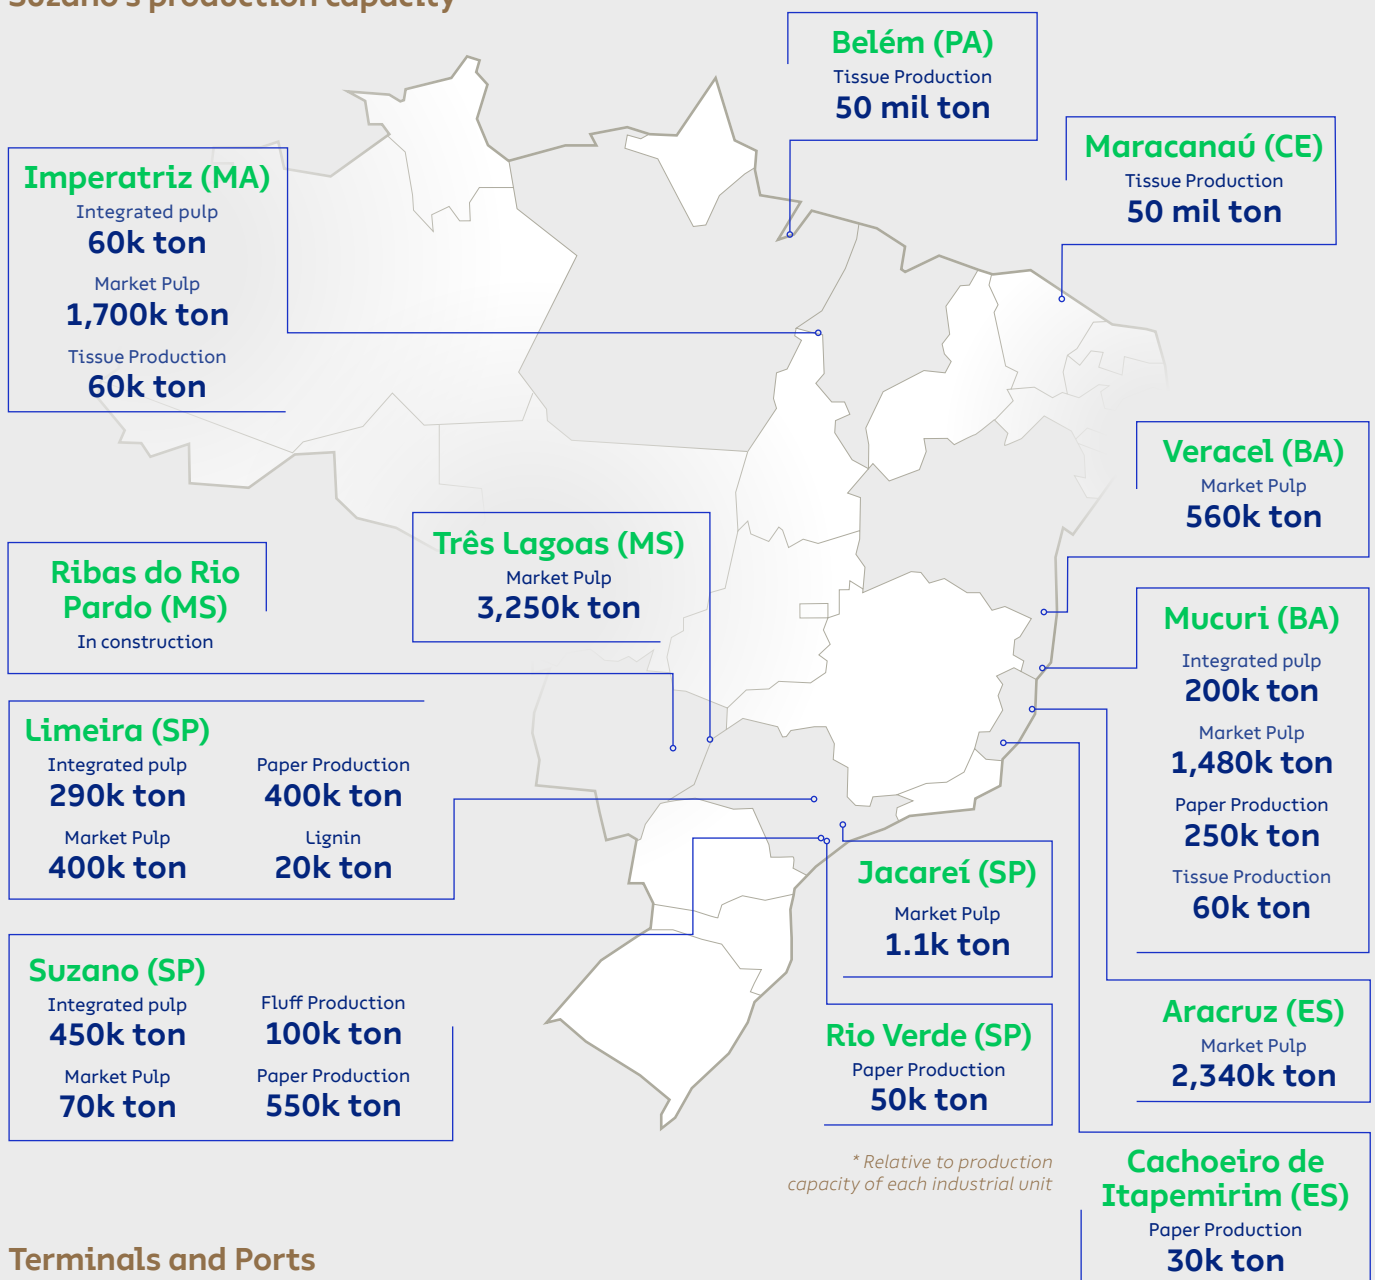 Suzano's production capacity
Belém (PA)
Tissue Production
50 mil ton
Maracanaú (CE)
Tissue Production
50 mil ton
Imperatriz (MA)
Integrated pulp
60k ton
Market Pulp
1,700k ton
Tissue Production
60k ton
Veracel (BA)
Market Pulp
560k ton
Três Lagoas (MS)
Market Pulp
3,250k ton
Ribas do Rio
Pardo (MS)
In construction
Mucuri (BA)
Integrated pulp
200k ton
Market Pulp
1,480k ton
Paper Production
250k ton
Tissue Production
60k ton
Limeira (SP)
Integrated pulp
290k ton
Market Pulp
400k ton
Paper Production
400k ton
Lignin
20k ton
Jacareí (SP)
Market Pulp
1.1k ton
Suzano (SP)
Integrated pulp
450k ton
Market Pulp
70k ton
Fluff Production
100k ton
Paper Production
550k ton
Rio Verde (SP)
Paper Production
50k ton
Aracruz (ES)
Market Pulp
2,340k ton
* Relative to production
capacity of each industrial unit
Cachoeiro de
Itapemirim (ES)
Paper Production
30k ton
Terminals and Ports